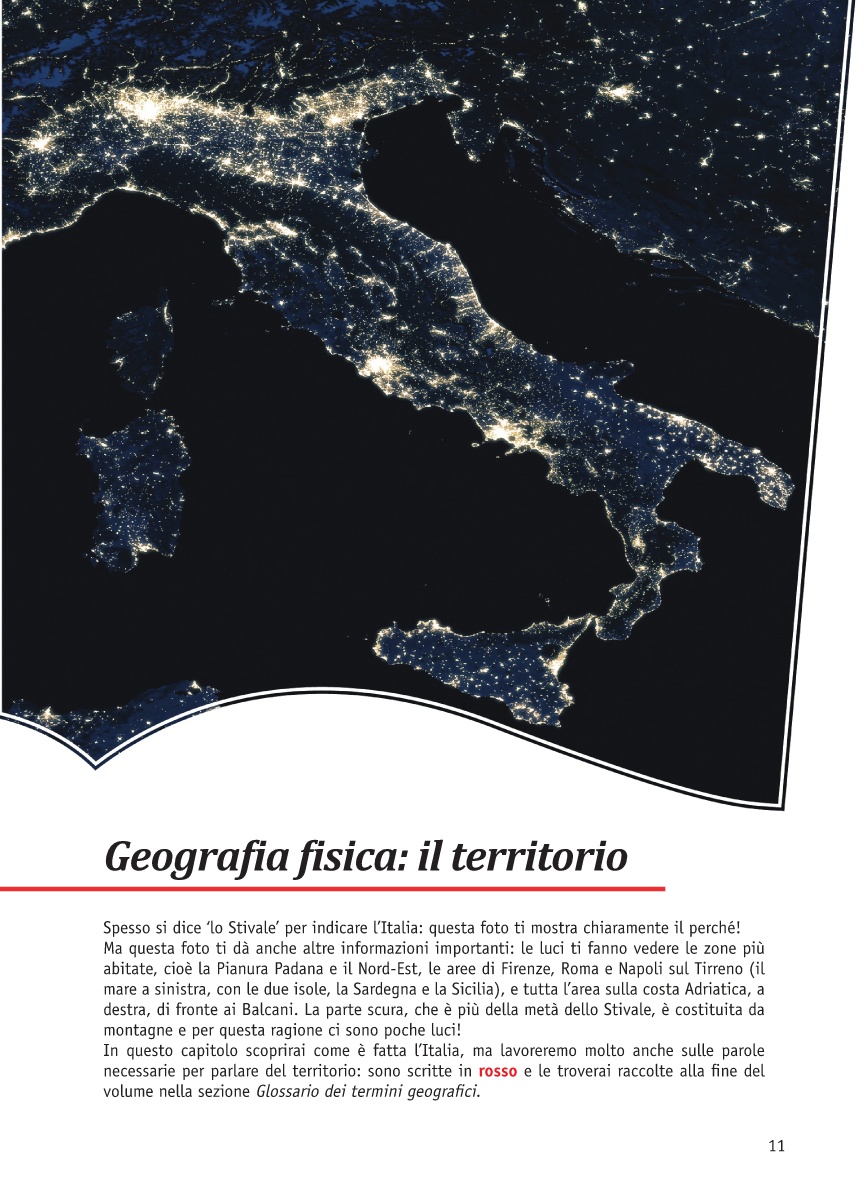 Geografia fisica: il territorio
Spesso si dice ‘lo Stivale’ per indicare l’Italia: questa foto ti mostra chiaramente il perché!
Ma questa foto ti dà anche altre informazioni importanti: le luci ti fanno vedere le zone più
abitate, cioè la Pianura Padana e il Nord-Est, le aree di Firenze, Roma e Napoli sul Tirreno (il
mare a sinistra, con le due isole, la Sardegna e la Sicilia), e tutta l’area sulla costa Adriatica, a
destra, di fronte ai Balcani. La parte scura, che è più della metà dello Stivale, è costituita da
montagne e per questa ragione ci sono poche luci!
In questo capitolo scoprirai come è fatta l’Italia, ma lavoreremo molto anche sulle parole
necessarie per parlare del territorio: sono scritte in rosso e le troverai raccolte alla fine del
volume nella sezione Glossario dei termini geografici.
11